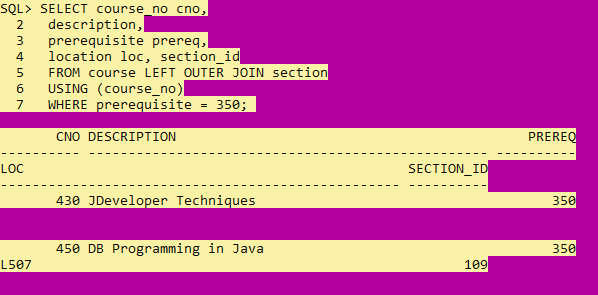 SQL> SELECT course_no cno,
  2   description,
  3   prerequisite prereq,
  4   location loc, section_id
  5   FROM course LEFT OUTER JOIN section
  6   USING (course_no)
  7   WHERE prerequisite = 350;
       CNO DESCRIPTION                                            PREREQ
---------- -------------------------------------------------- ----------
LOC                                                SECTION_ID
-------------------------------------------------- ----------
       430 JDeveloper Techniques                                     350
       450 DB Programming in Java                                    350
L507                                                      109